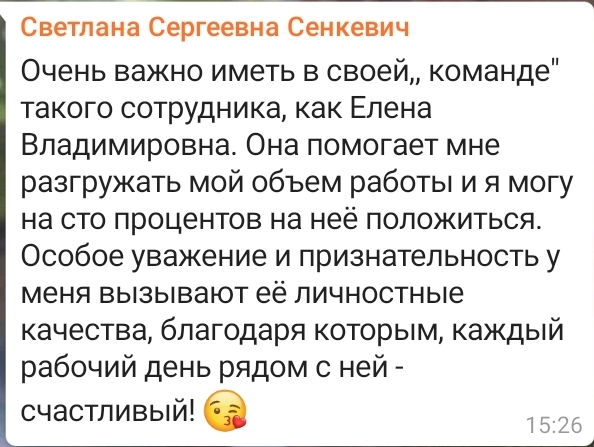 Светлана Сергеевна Сенкевич
Очень важно иметь в своей,, команде"
такого сотрудника, как Елена
Владимировна. Она помогает мне
разгружать мой объем работы и я могу
на сто процентов на неё положиться.
Особое уважение и признательность у
меня вызывают её личностные
качества, благодаря которым, каждый
рабочий день рядом с ней -
счастливый! 😘
15:26